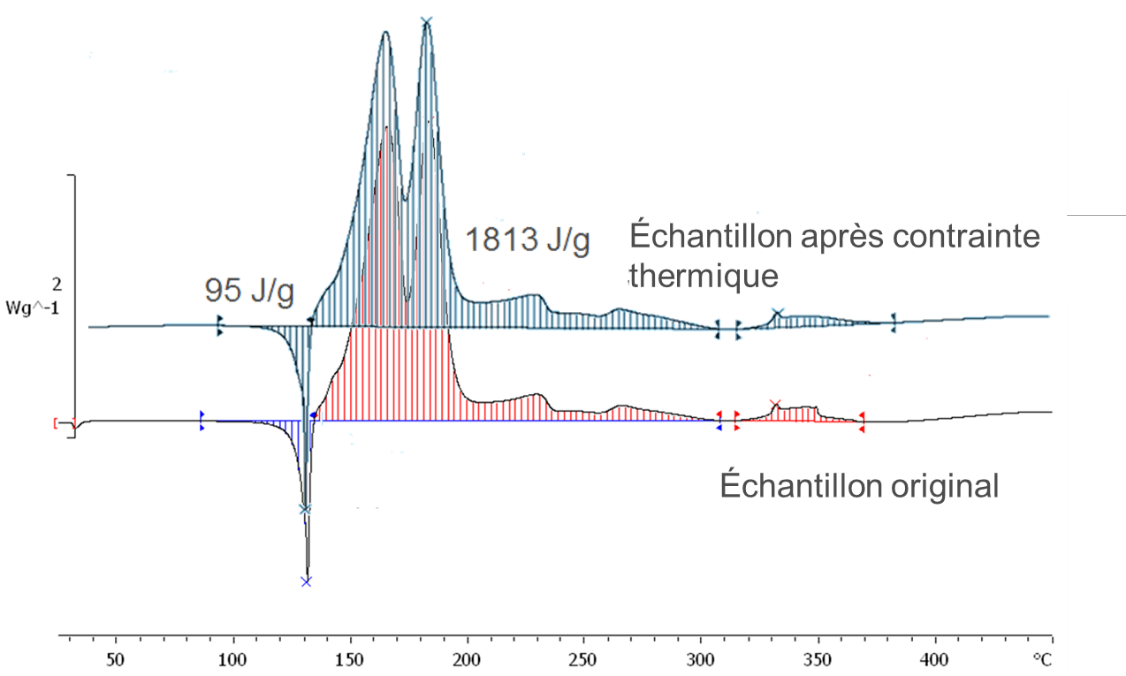 1813 J/g
Échantillon après contrainte
thermique
95 J/g
2
Wg^-1
Échantillon original
50 100 150 200 250 300 350 400 °C